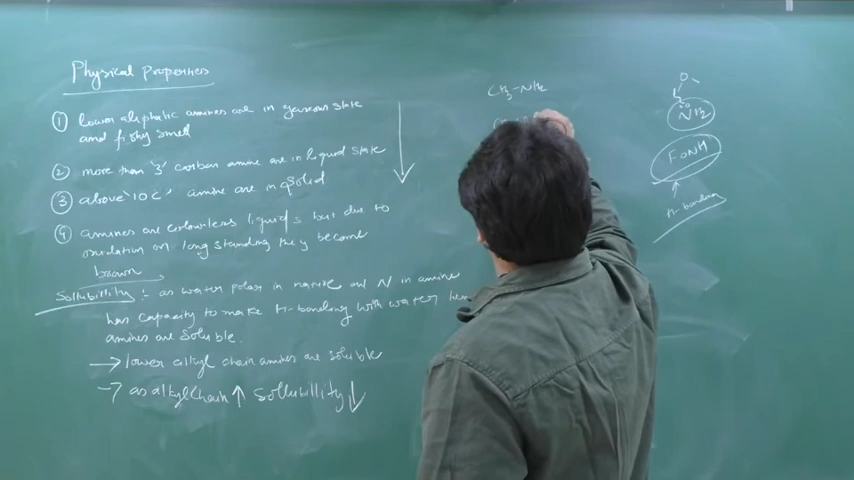 Physical Properties
① lower aliphatic amines are in gaseous state
and fishy smell
② more than '3' carbon amine are in liquid state
③ above '10 C' amine are in solid
④ amines are colourless liquids but due to
oxidation on long standing they become
brown
Solubility :- as water polar in nature and N in amine
has capacity to make H-bonding with water hence
amines are soluble.
→ lower alkyl chain amines are soluble
→ as alkyl chain ↑ Sollubillity ↓
CH3-NH2
O
NH2
FONH
H-bonding